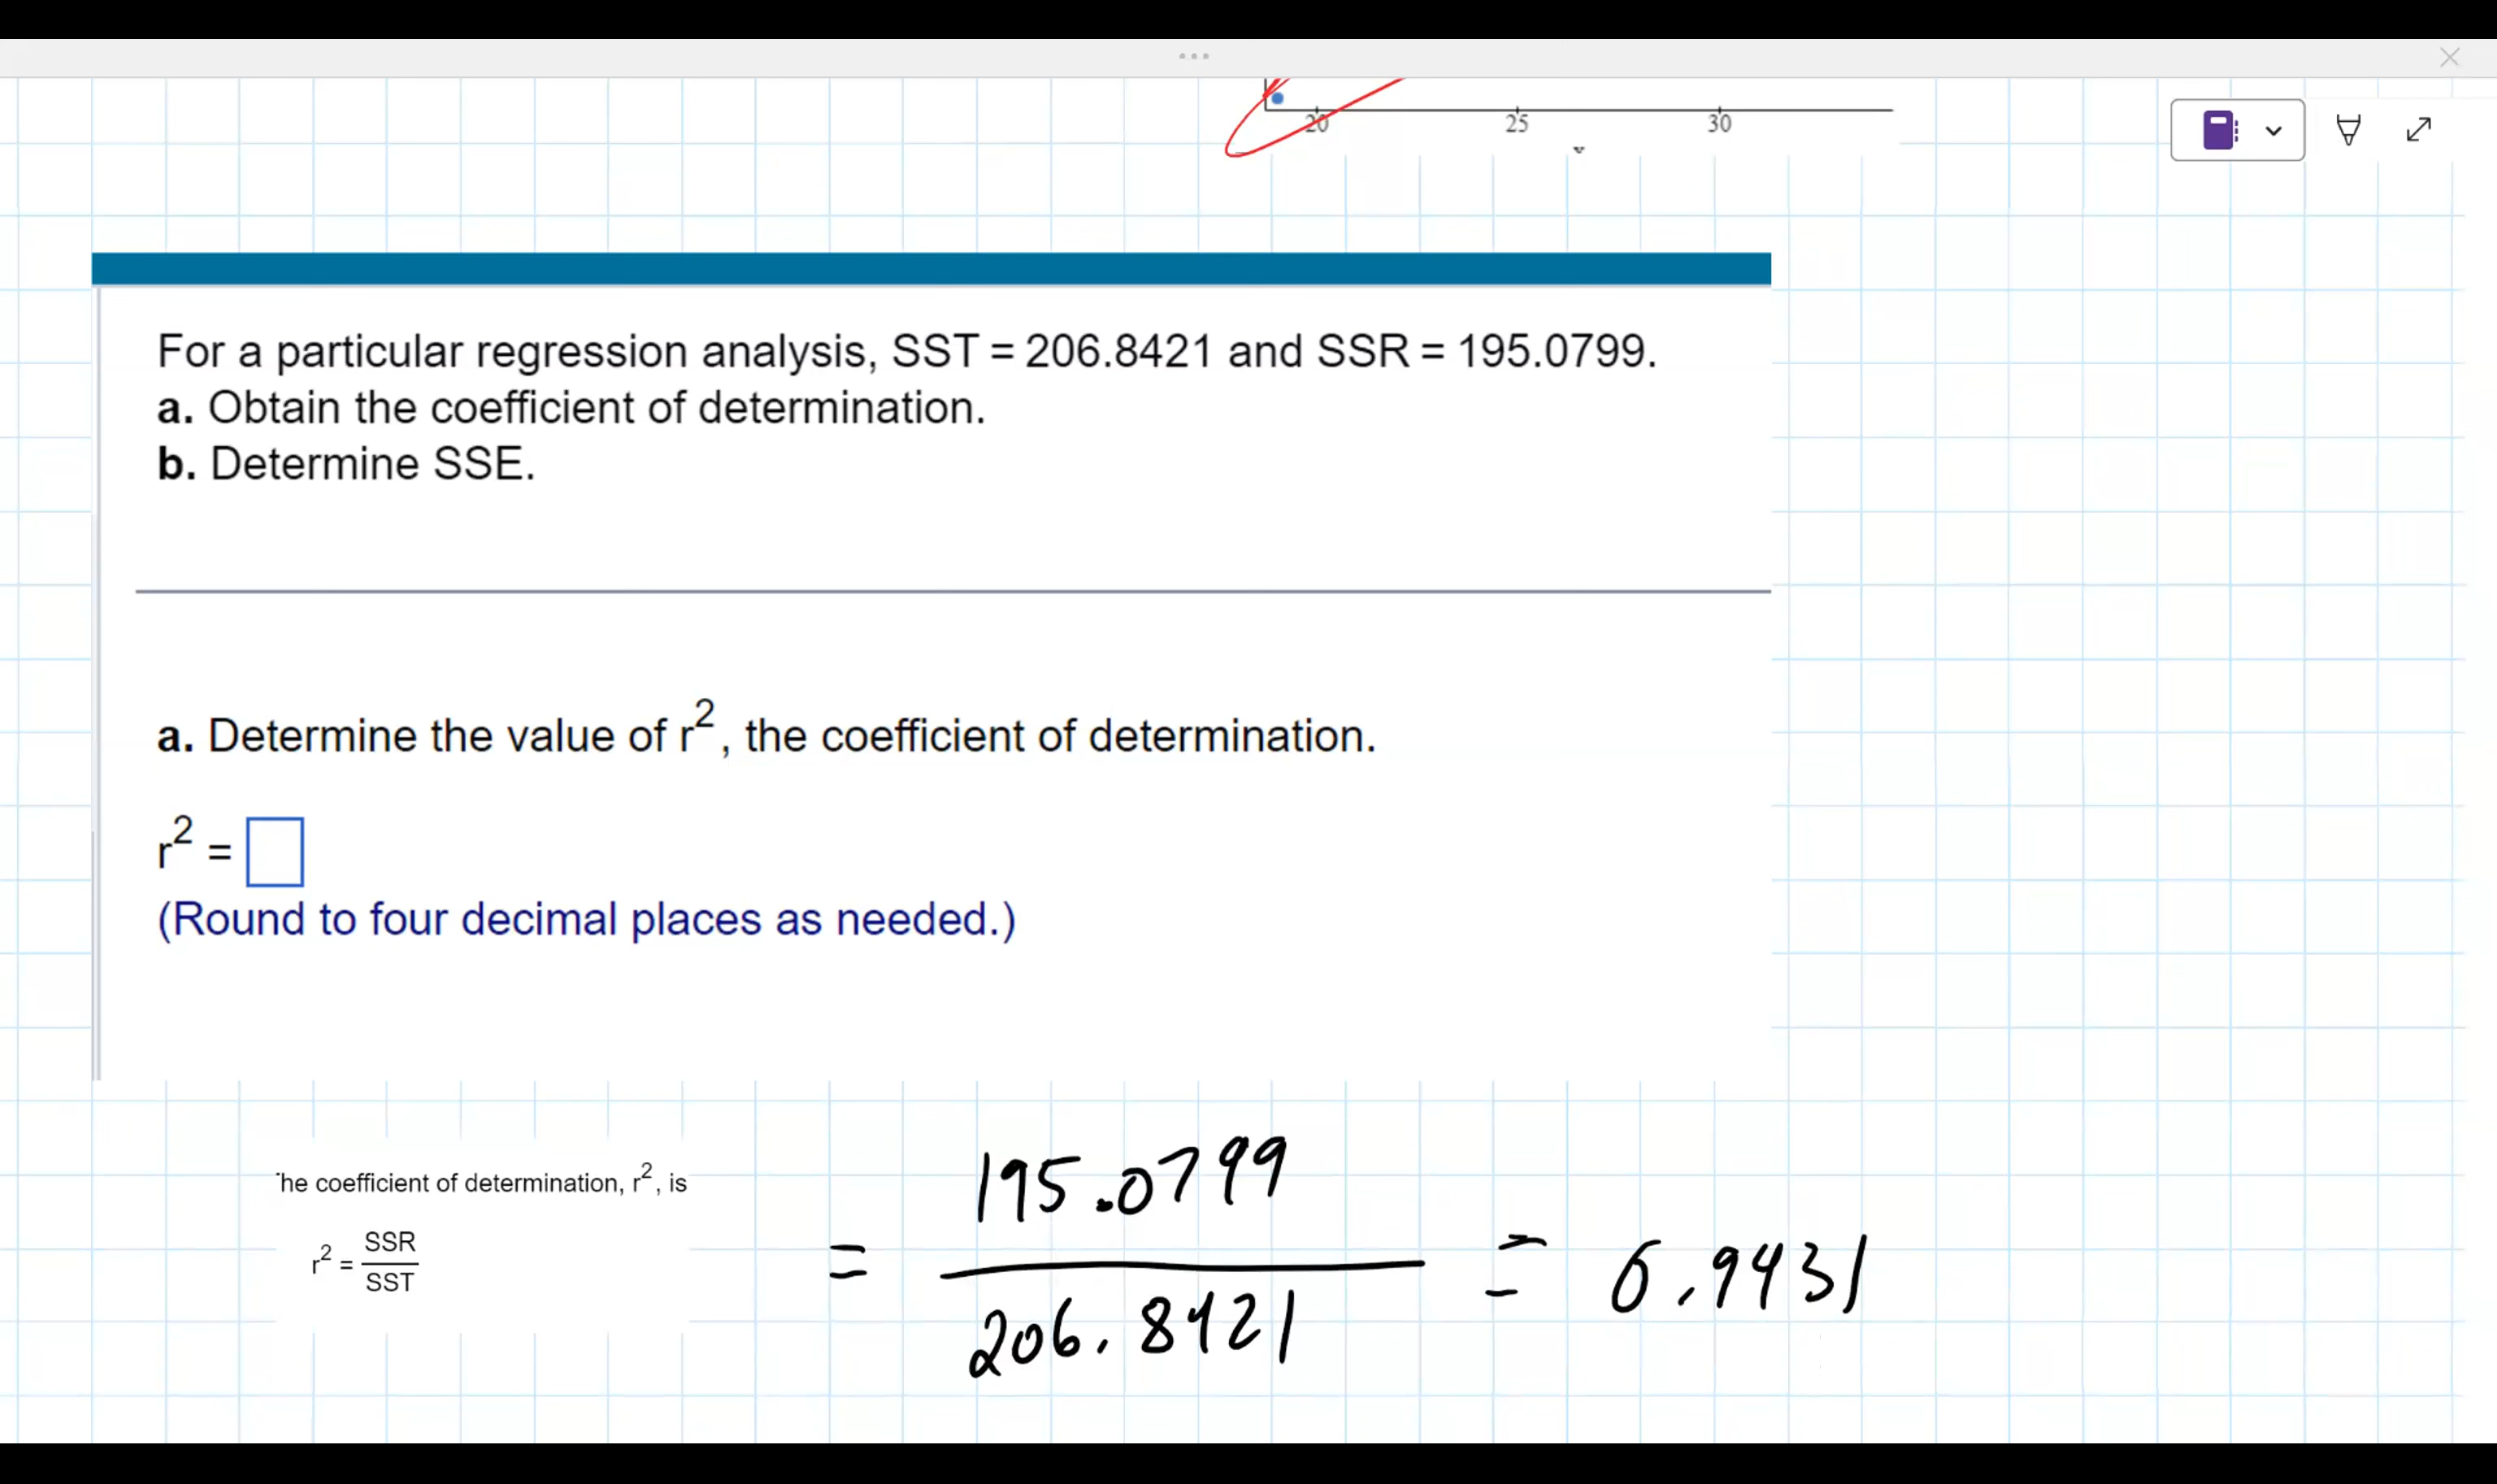 20 25 30
For a particular regression analysis, SST = 206.8421 and SSR = 195.0799.
a. Obtain the coefficient of determination.
b. Determine SSE.
a. Determine the value of r², the coefficient of determination.
r² =
(Round to four decimal places as needed.)
he coefficient of determination, r², is
r² = SSR / SST
= 195.0799 / 206.8421 = 0.9431